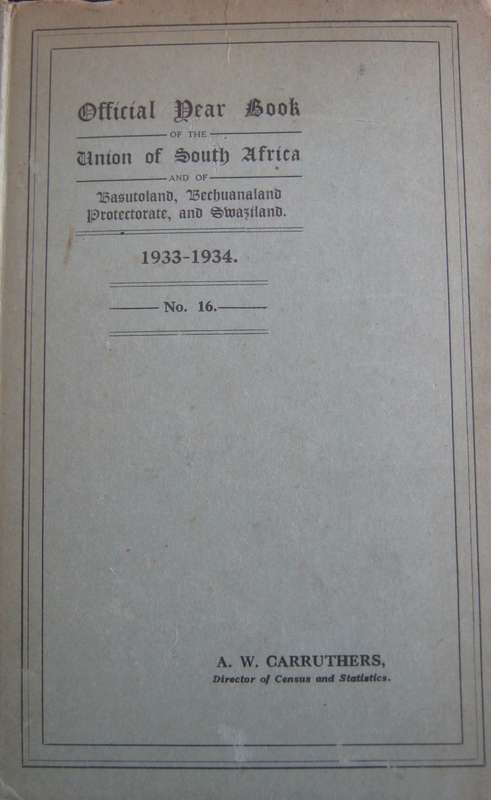 Official Year Book
OF THE
Union of South Africa
AND OF
Basutoland, Bechuanaland
Protectorate, and Swaziland.
1933-1934.
No. 16.
A. W. CARRUTHERS,
Director of Census and Statistics.